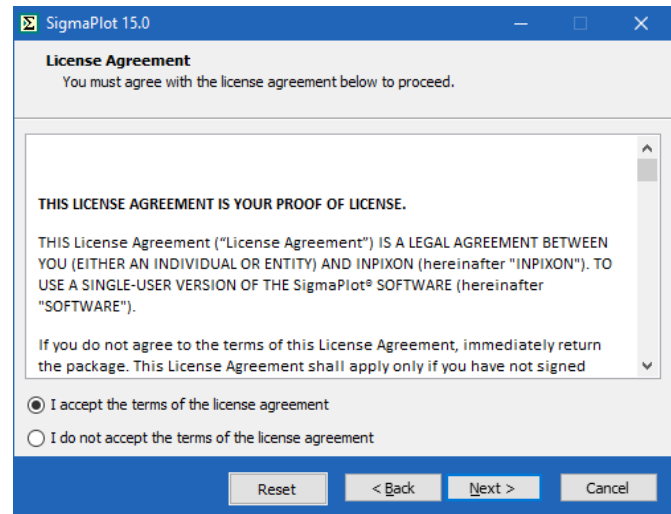 SigmaPlot 15.0
License Agreement
You must agree with the license agreement below to proceed.
THIS LICENSE AGREEMENT IS YOUR PROOF OF LICENSE.
THIS License Agreement (“License Agreement”) IS A LEGAL AGREEMENT BETWEEN
YOU (EITHER AN INDIVIDUAL OR ENTITY) AND INPIXON (hereinafter "INPIXON"). TO
USE A SINGLE-USER VERSION OF THE SigmaPlot® SOFTWARE (hereinafter
"SOFTWARE").
If you do not agree to the terms of this License Agreement, immediately return
the package. This License Agreement shall apply only if you have not signed
I accept the terms of the license agreement
I do not accept the terms of the license agreement
Reset < Back Next > Cancel